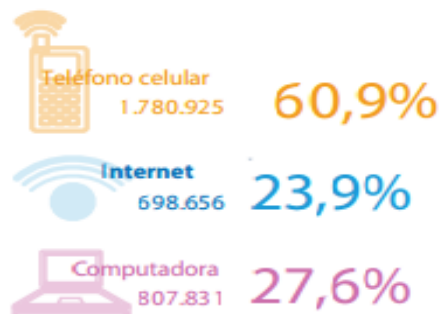 Teléfono celular
1.780.925
60,9%
Internet
698.656
23,9%
Computadora
807.831
27,6%